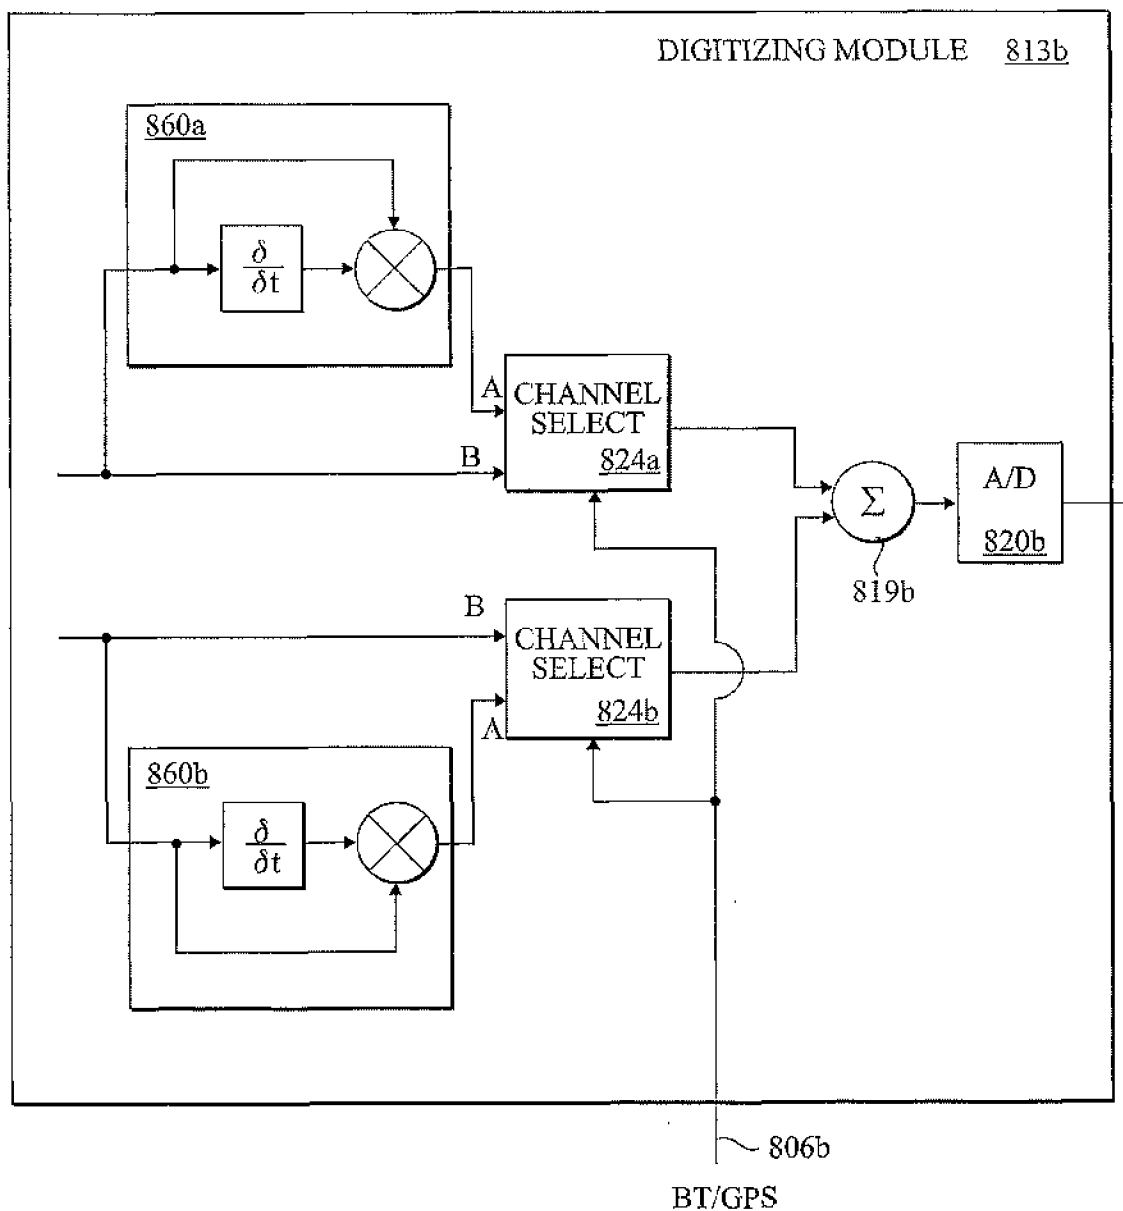 DIGITIZING MODULE 813b
860a
δ
δt
A
CHANNEL
SELECT
824a
B
A/D
820b
Σ
819b
B
CHANNEL
SELECT
824b
A
860b
δ
δt
806b
BT/GPS